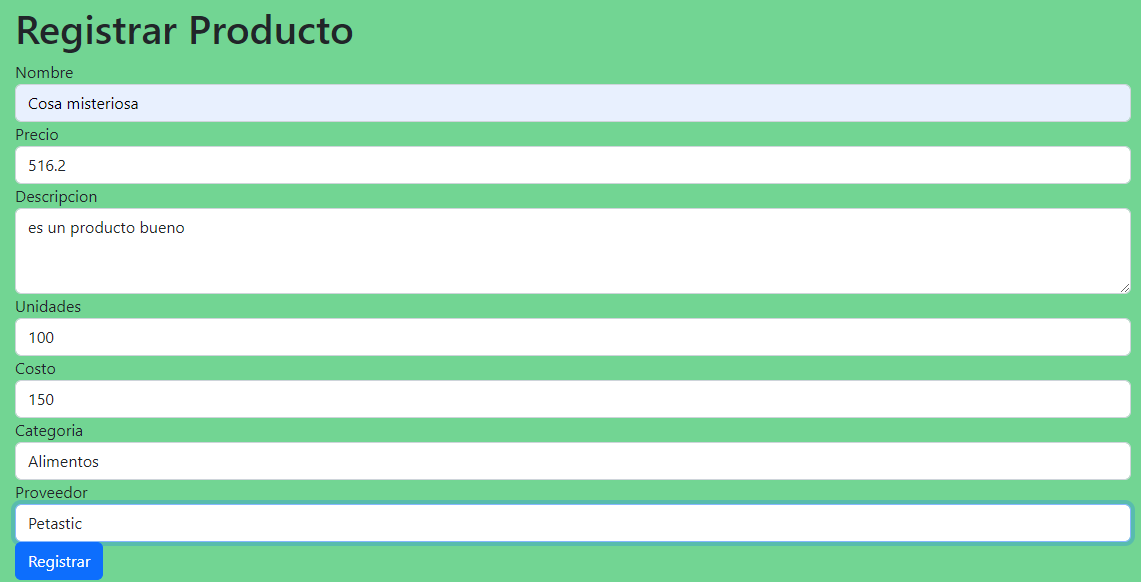 Registrar Producto
Nombre
Cosa misteriosa
Precio
516.2
Descripcion
es un producto bueno
Unidades
100
Costo
150
Categoria
Alimentos
Proveedor
Petastic
Registrar